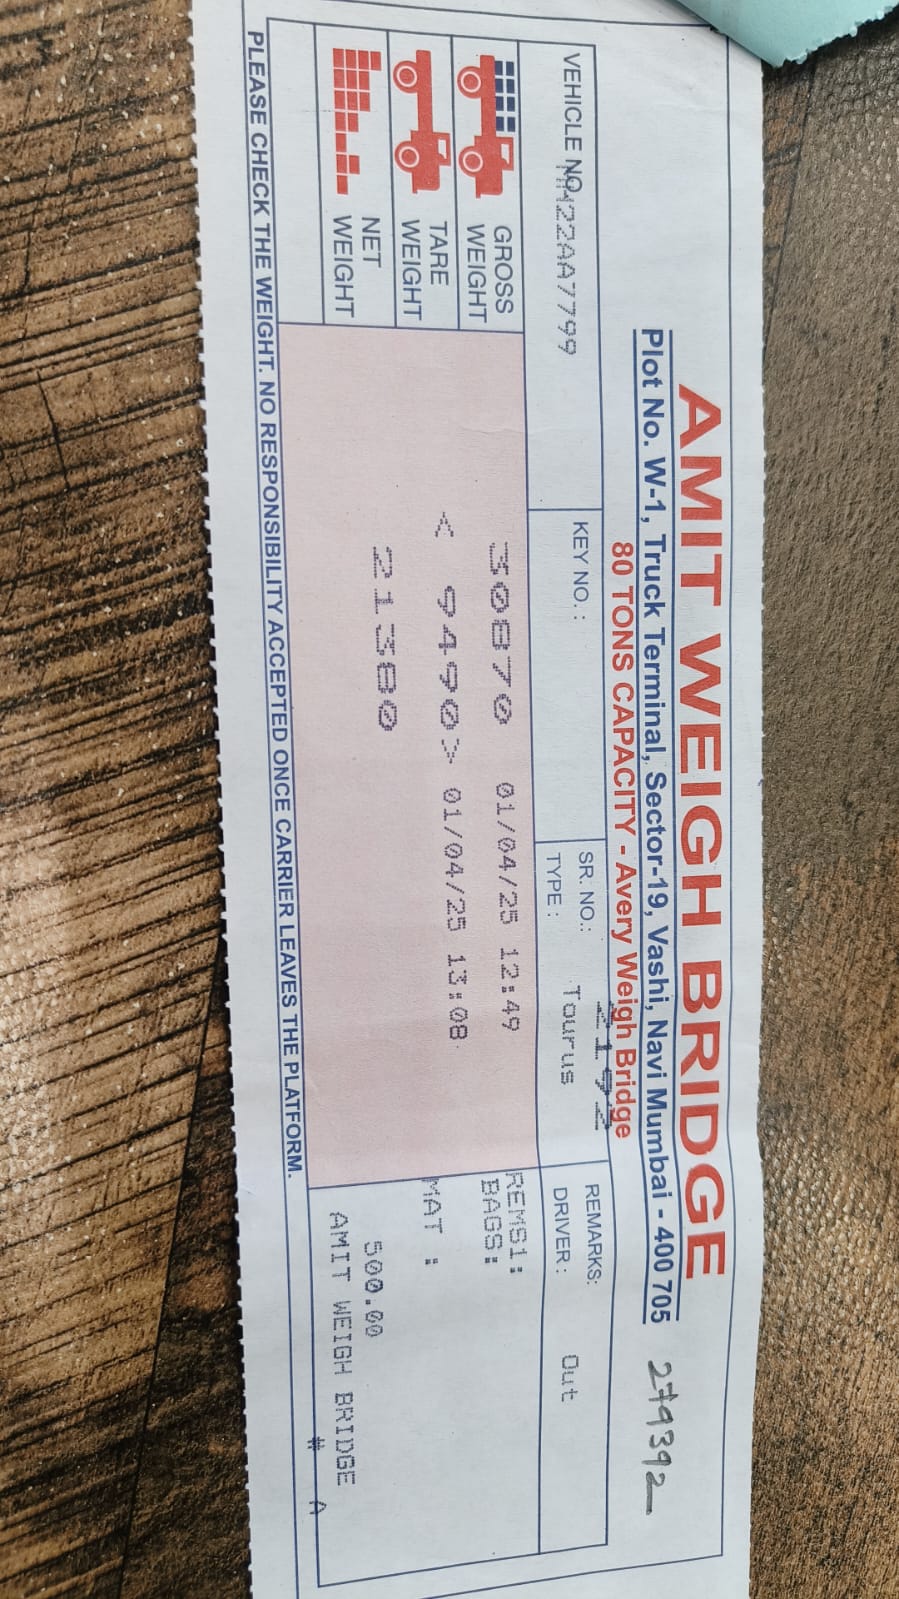 AMIT WEIGH BRIDGE
Plot No. W-1, Truck Terminal, Sector-19, Vashi, Navi Mumbai - 400 705
279392
80 TONS CAPACITY - Avery Weigh Bridge
VEHICLE NO.
MH22AA7799
KEY NO. :
SR. NO.:
TYPE : Tourus
REMARKS:
DRIVER : Out
GROSS WEIGHT 30870 01/04/25 12:49
TARE WEIGHT < 9490> 01/04/25 13:08
NET WEIGHT 21380
REMS1:
BAGS:
MAT :
500.00
AMIT WEIGH BRIDGE
# A
PLEASE CHECK THE WEIGHT. NO RESPONSIBILITY ACCEPTED ONCE CARRIER LEAVES THE PLATFORM.